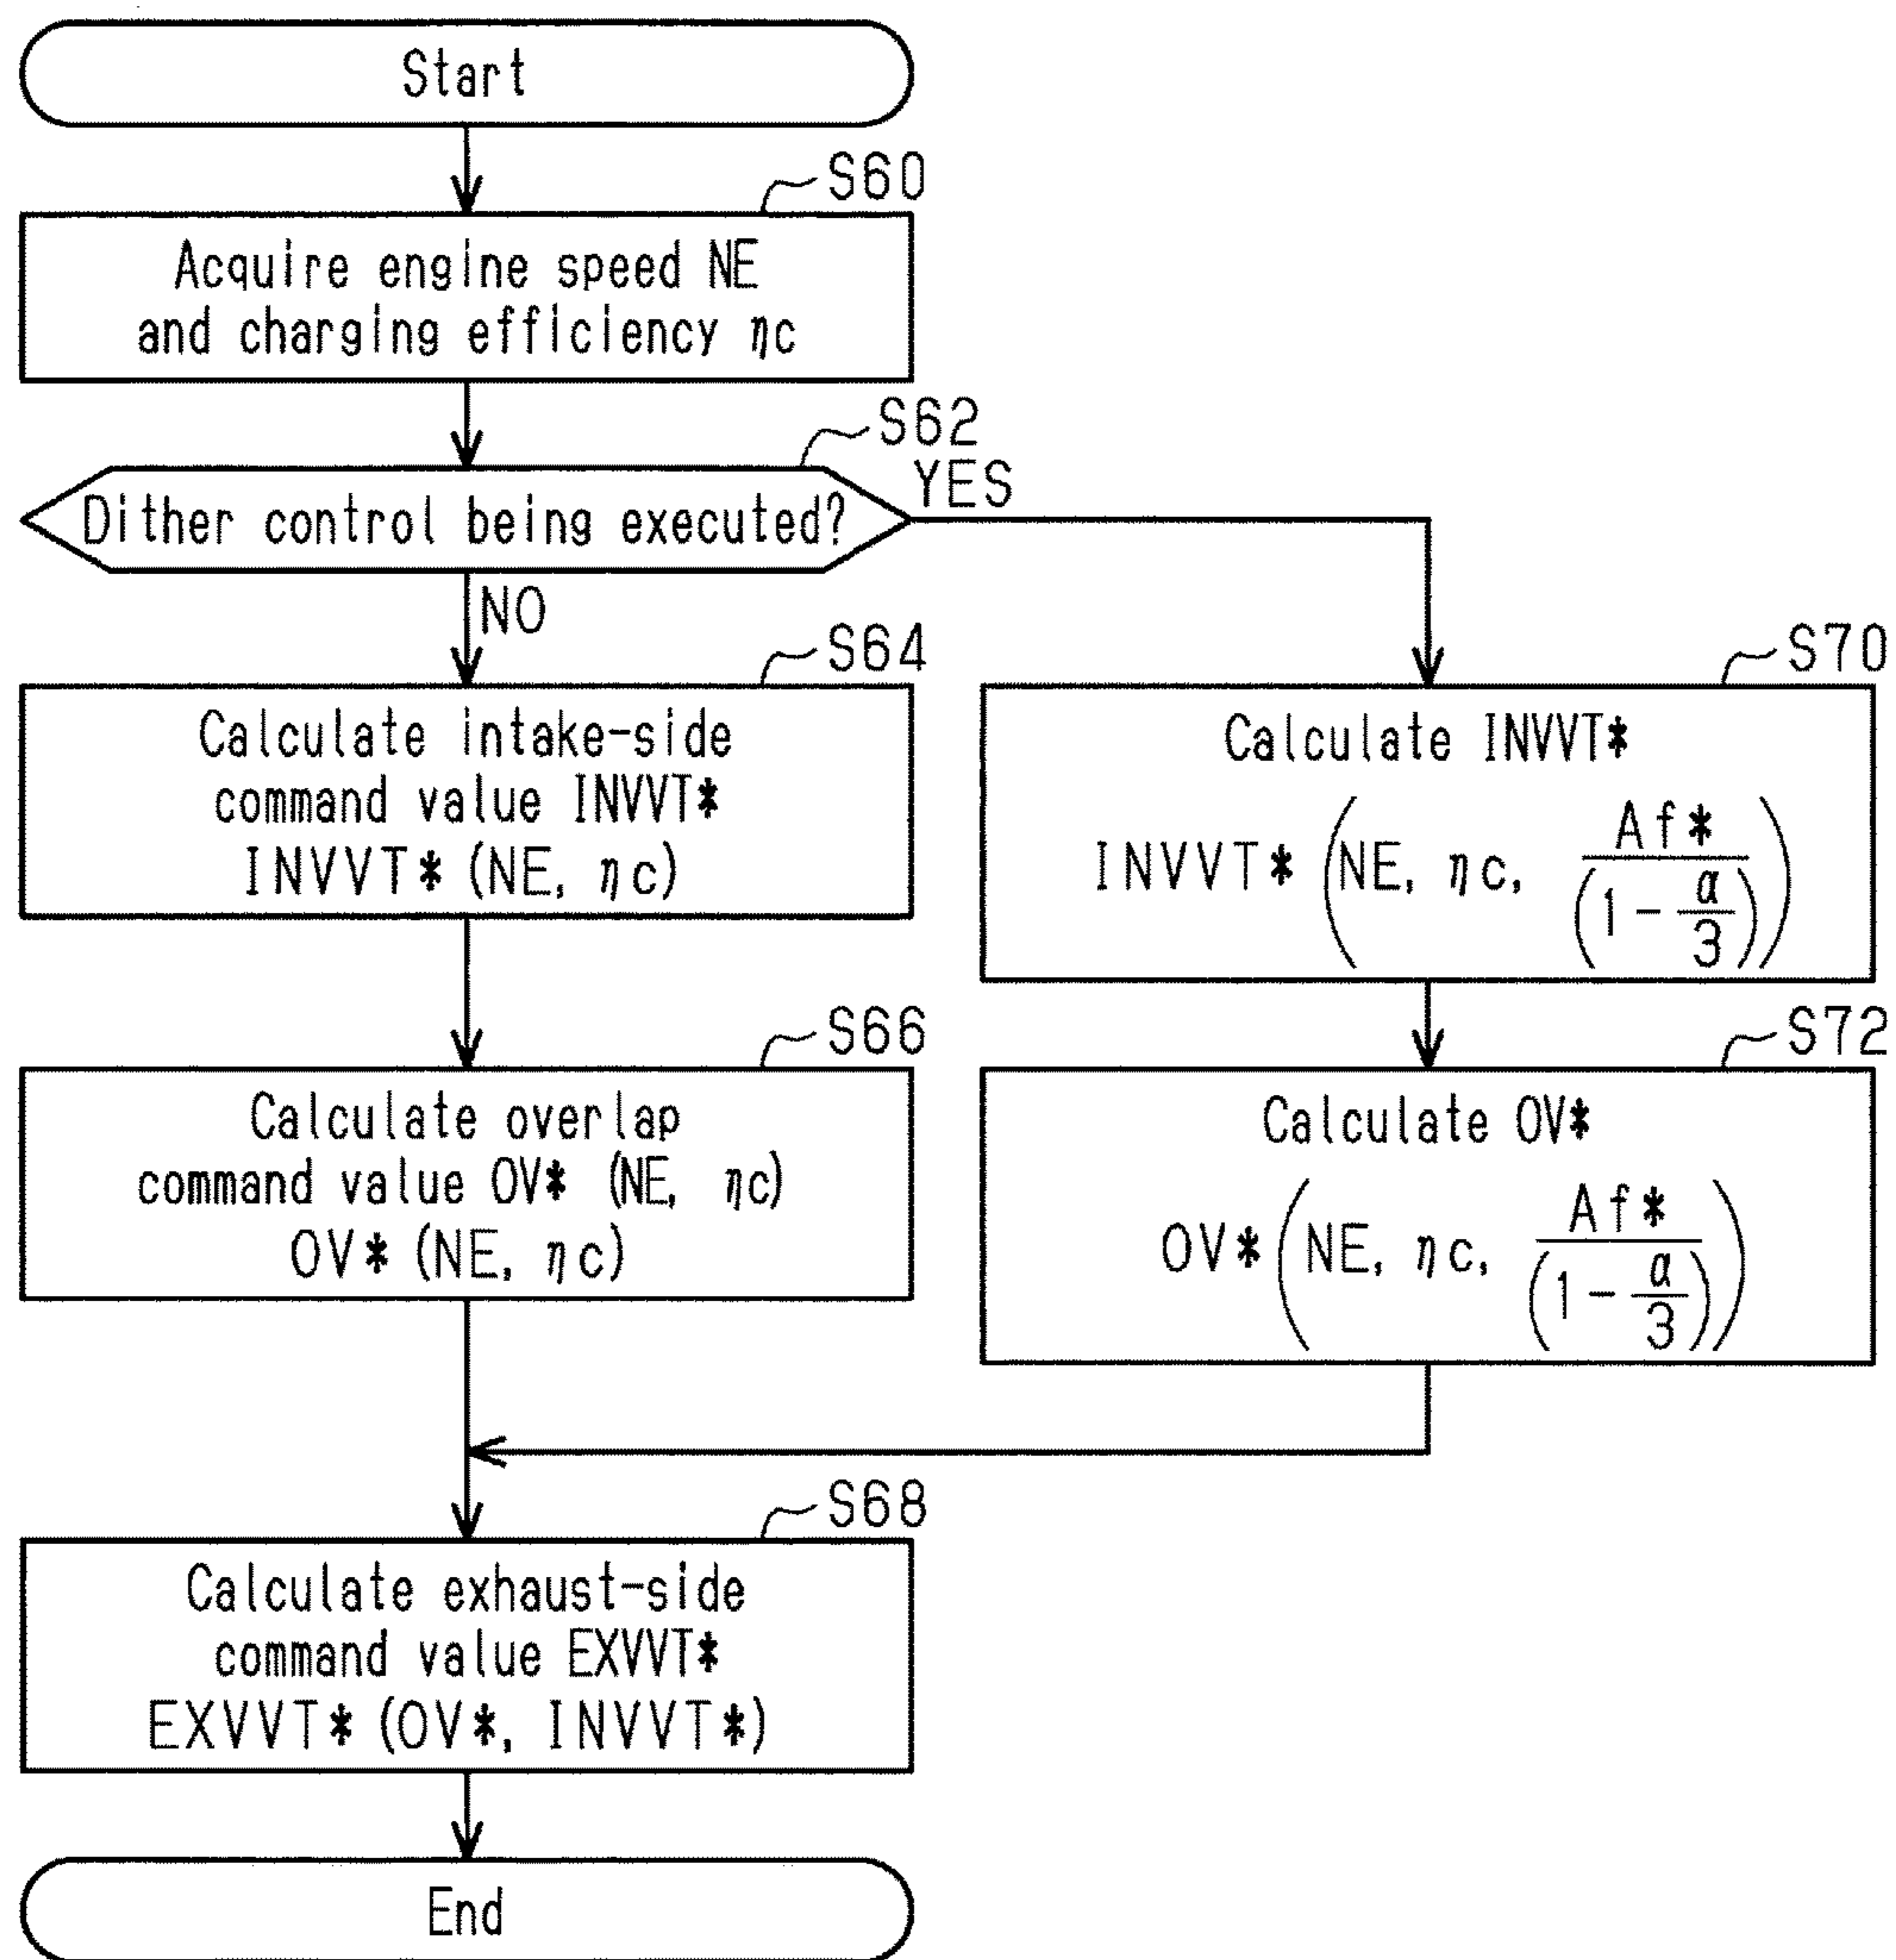 Start
S60
Acquire engine speed NE
and charging efficiency ηc
S62
Dither control being executed?
YES
NO
S64
Calculate intake-side
command value INVVT*
INVVT* (NE, ηc)
S70
Calculate INVVT*
INVVT* (NE, ηc, Af* / (1 - α/3))
S66
Calculate overlap
command value OV* (NE, ηc)
OV* (NE, ηc)
S72
Calculate OV*
OV* (NE, ηc, Af* / (1 - α/3))
S68
Calculate exhaust-side
command value EXVVT*
EXVVT* (OV*, INVVT*)
End